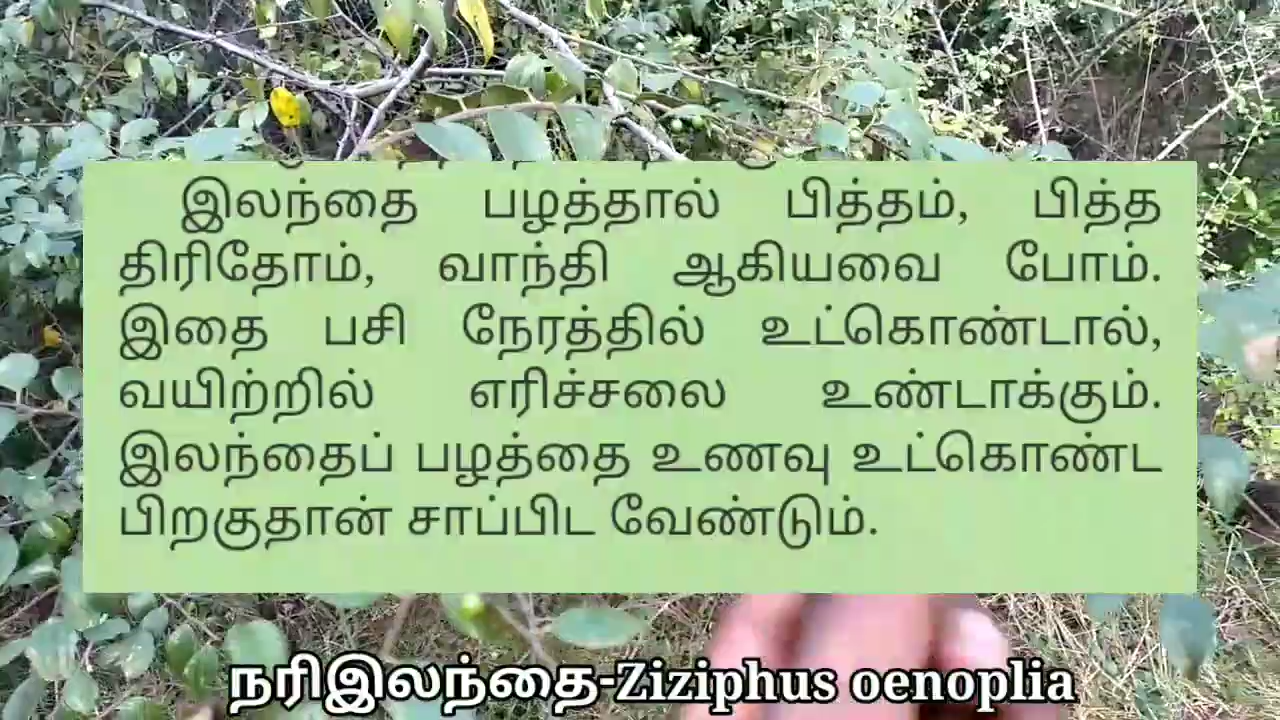 இலந்தை பழத்தால் பித்தம், பித்த
திரிதோம், வாந்தி ஆகியவை போம்.
இதை பசி நேரத்தில் உட்கொண்டால்,
வயிற்றில் எரிச்சலை உண்டாக்கும்.
இலந்தைப் பழத்தை உணவு உட்கொண்ட
பிறகுதான் சாப்பிட வேண்டும்.
நரிஇலந்தை-Ziziphus oenoplia